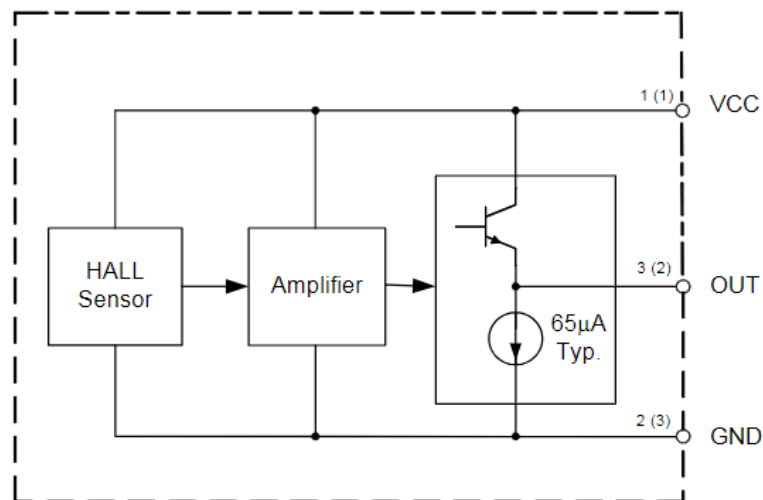 1 (1)
VCC
HALL
Sensor
Amplifier
3 (2)
OUT
65μA
Typ.
2 (3)
GND